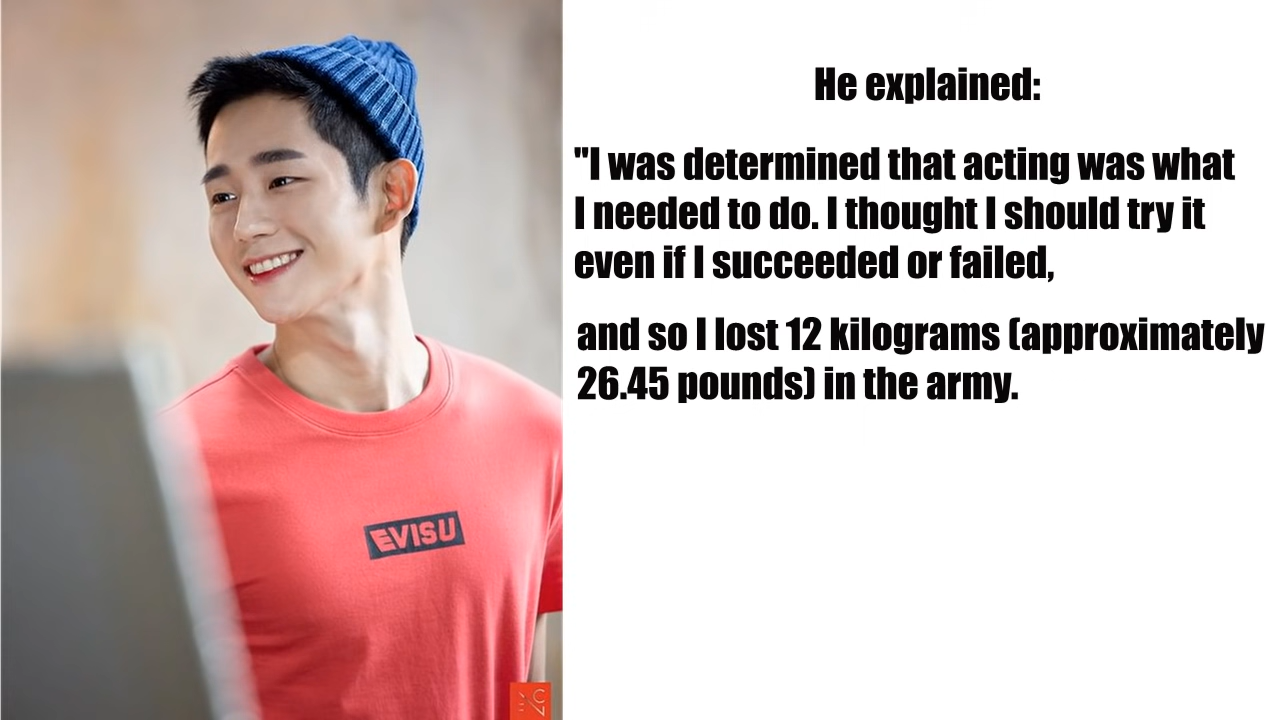 He explained:
"I was determined that acting was what
I needed to do. I thought I should try it
even if I succeeded or failed,
and so I lost 12 kilograms (approximately
26.45 pounds) in the army.
EVISU